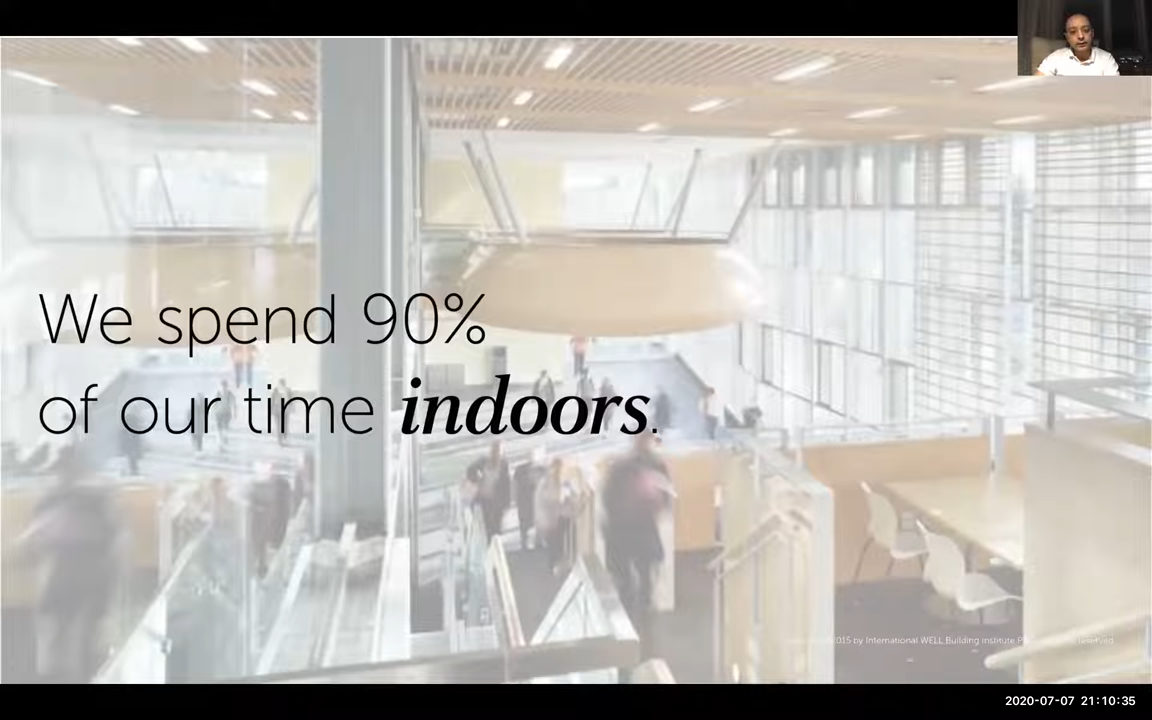 We spend 90%
of our time indoors.
2015 by International WELL Building Institute
2020-07-07 21:10:35